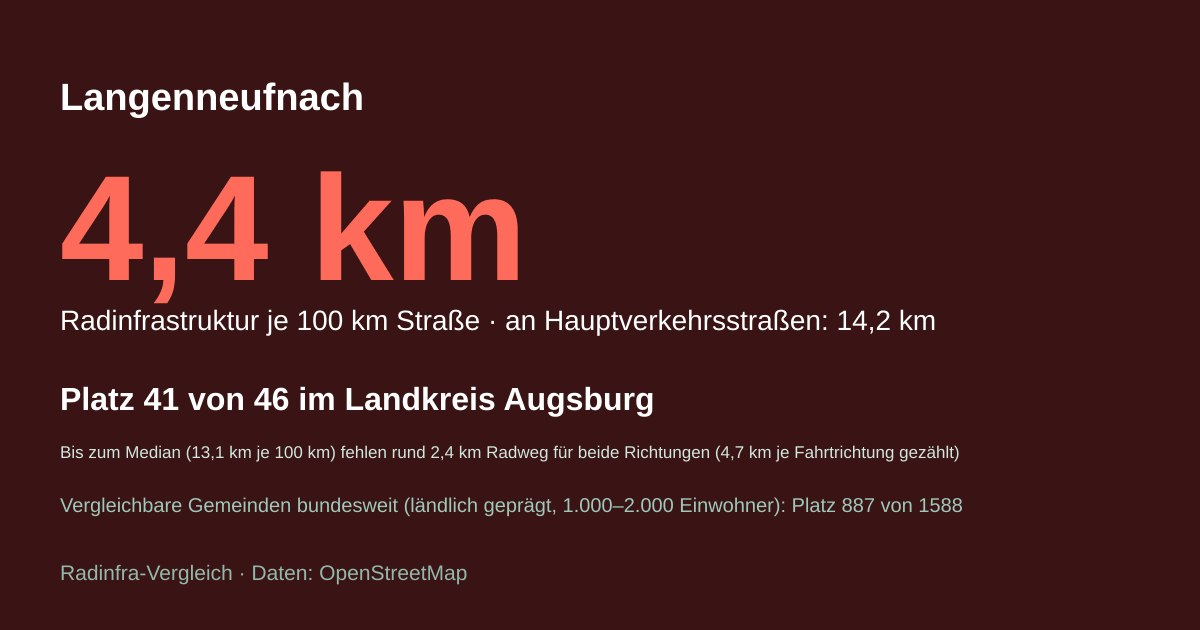 Langenneufnach
4,4 km
Radinfrastruktur je 100 km Straße · an Hauptverkehrsstraßen: 14,2 km
Platz 41 von 46 im Landkreis Augsburg
Bis zum Median (13,1 km je 100 km) fehlen rund 2,4 km Radweg für beide Richtungen (4,7 km je Fahrtrichtung gezählt)
Vergleichbare Gemeinden bundesweit (ländlich geprägt, 1.000–2.000 Einwohner): Platz 887 von 1588
Radinfra-Vergleich · Daten: OpenStreetMap